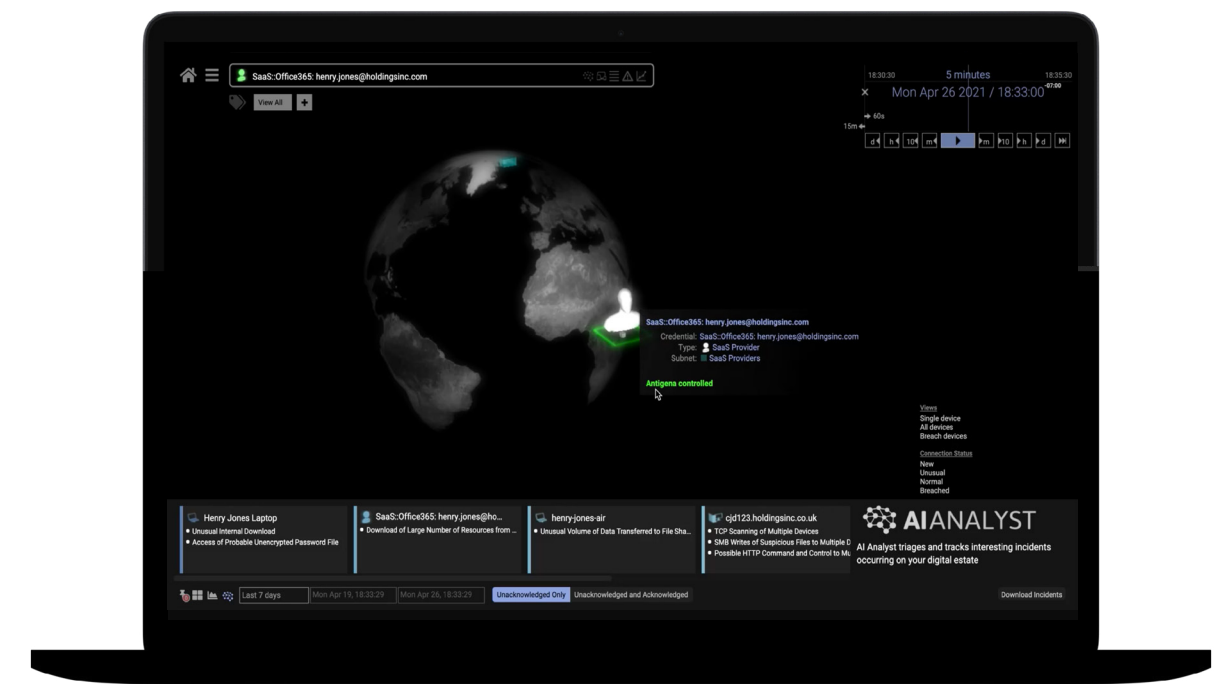 SaaS::Office365: henry.jones@holdingsinc.com
View All
18:30:30 5 minutes 18:35:30
Mon Apr 26 2021 / 18:33:00 -07:00
60s
15m
d h 10 m m 10 h d
SaaS::Office365: henry.jones@holdingsinc.com
Credential: SaaS::Office365: henry.jones@holdingsinc.com
Type: SaaS Provider
Subnet: SaaS Providers
Antigena controlled
Views
Single device
All devices
Breach devices
Connection Status
New
Unusual
Normal
Breached
Henry Jones Laptop
Unusual Internal Download
Access of Probable Unencrypted Password File
SaaS::Office365: henry.jones@ho...
Download of Large Number of Resources from ...
henry-jones-air
Unusual Volume of Data Transferred to File Sha...
cjd123.holdingsinc.co.uk
TCP Scanning of Multiple Devices
SMB Writes of Suspicious Files to Multiple D
Possible HTTP Command and Control to Mu
AI ANALYST
AI Analyst triages and tracks interesting incidents
occurring on your digital estate
Last 7 days Mon Apr 19, 18:33:29 Mon Apr 26, 18:33:29 Unacknowledged Only Unacknowledged and Acknowledged Download Incidents